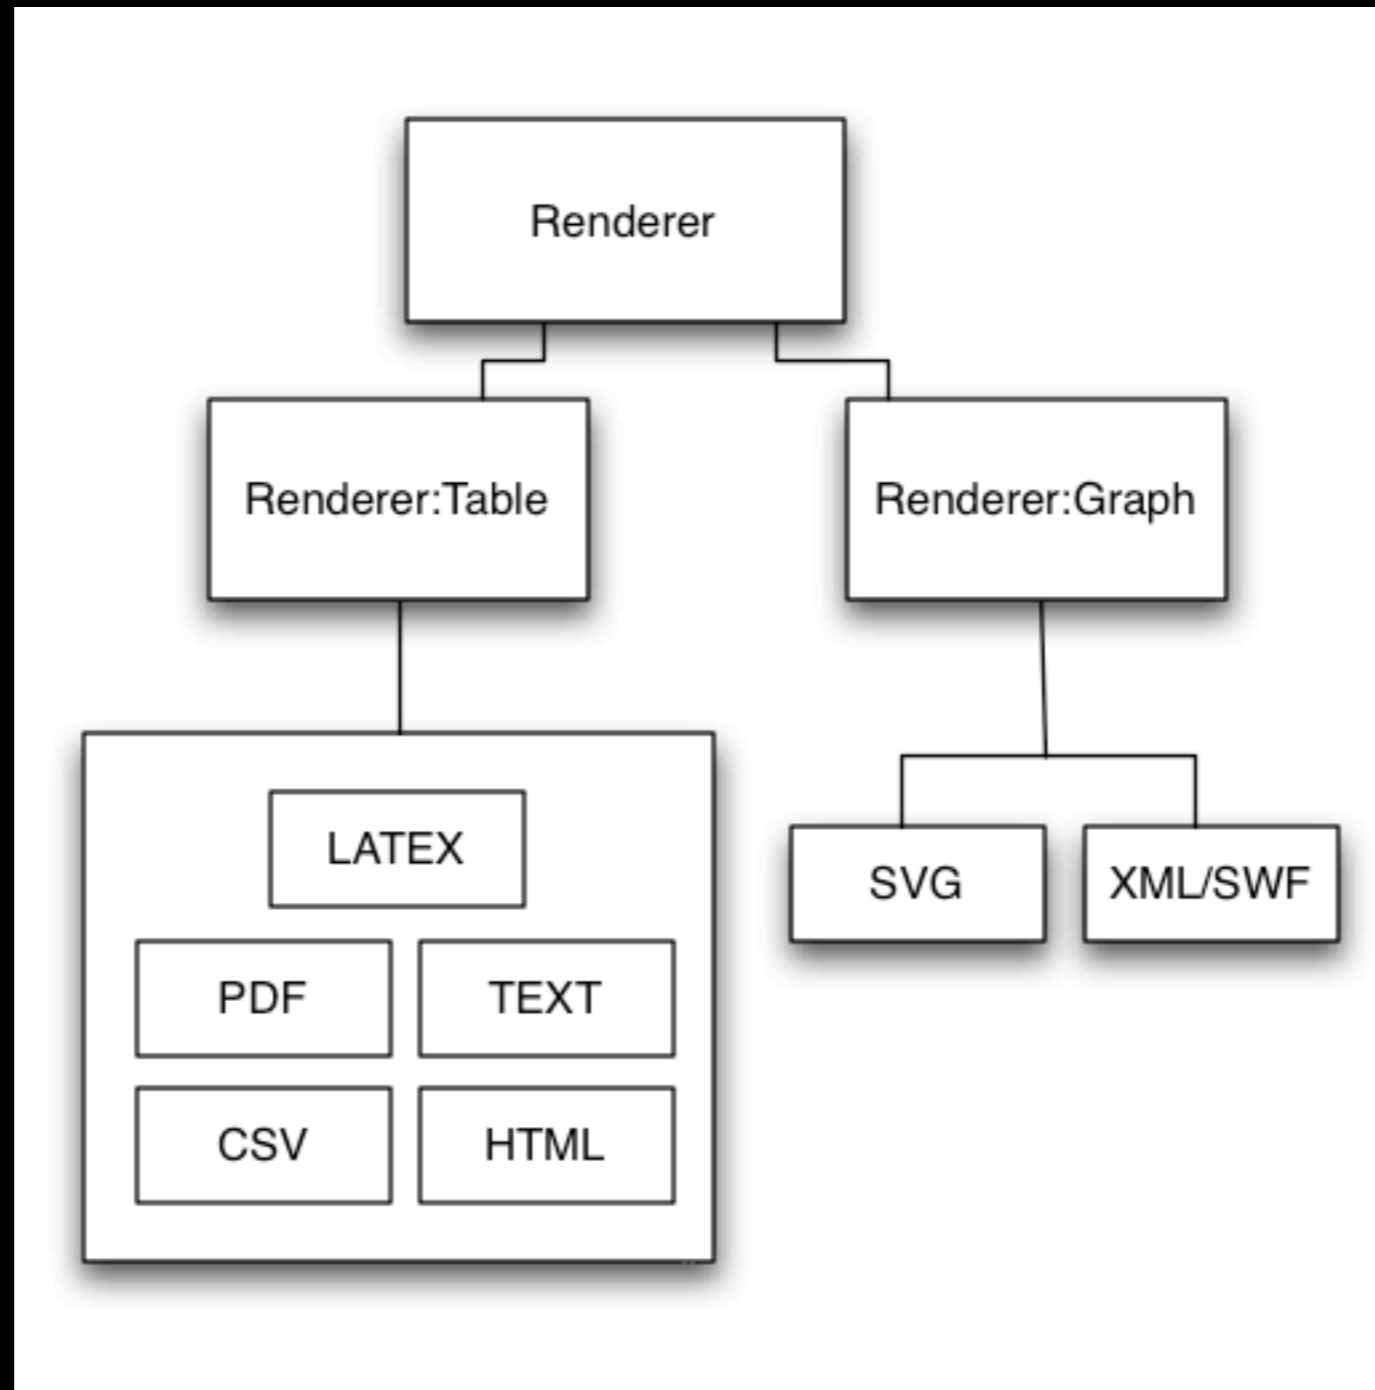 Renderer
Renderer:Table
Renderer:Graph
LATEX
SVG
XML/SWF
PDF
TEXT
CSV
HTML